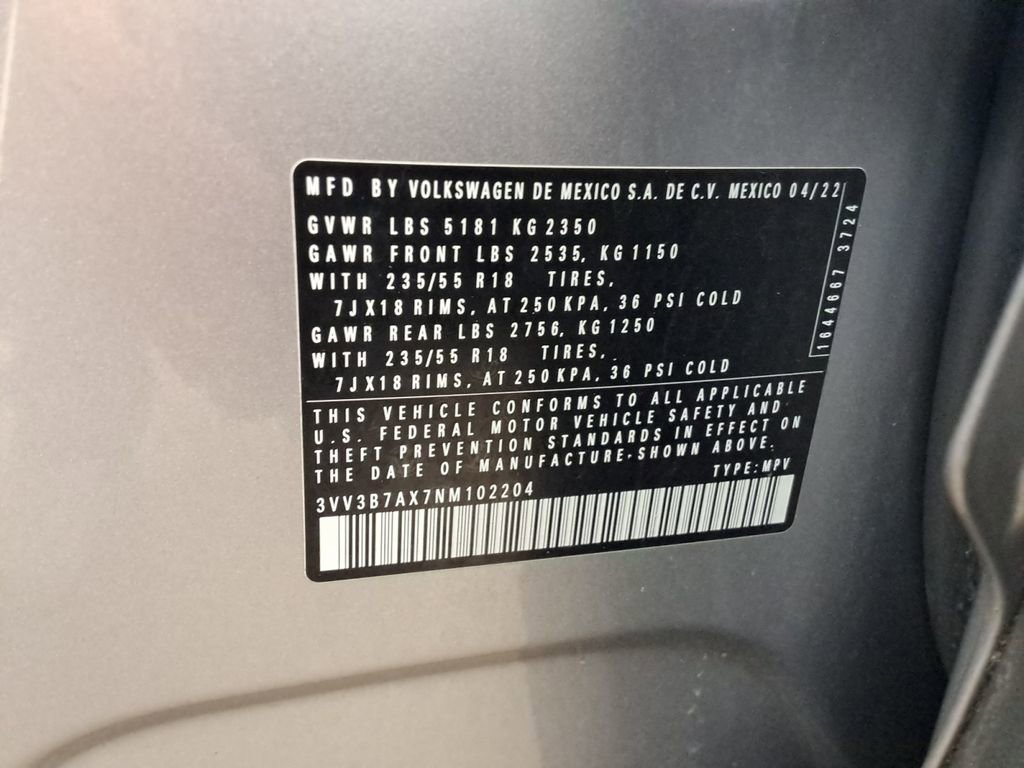 MFD BY VOLKSWAGEN DE MEXICO S.A. DE C.V. MEXICO 04/22
GVWR LBS 5181 KG 2350
GAWR FRONT LBS 2535, KG 1150
WITH 235/55 R18 TIRES,
7JX18 RIMS, AT 250 KPA, 36 PSI COLD
GAWR REAR LBS 2756, KG 1250
WITH 235/55 R18 TIRES,
7JX18 RIMS, AT 250 KPA, 36 PSI COLD
1644667 3724
THIS VEHICLE CONFORMS TO ALL APPLICABLE
U.S. FEDERAL MOTOR VEHICLE SAFETY AND
THEFT PREVENTION STANDARDS IN EFFECT ON
THE DATE OF MANUFACTURE-SHOWN ABOVE.
TYPE: MPV
3VV3B7AX7NM102204